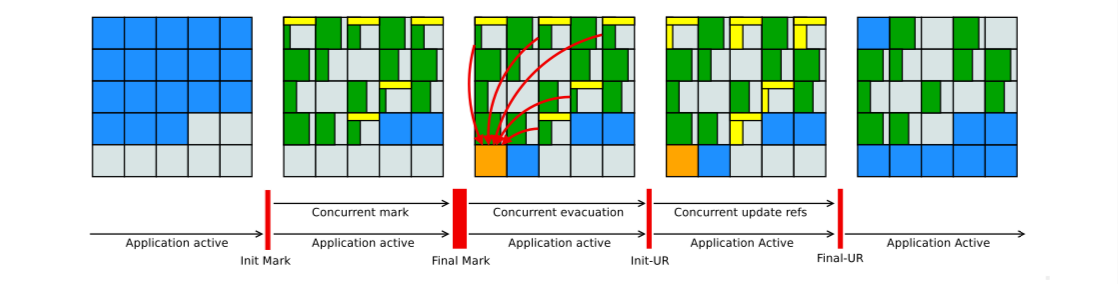 Concurrent mark
Concurrent evacuation
Concurrent update refs
Application active
Application active
Application active
Application Active
Application Active
Init Mark
Final Mark
Init-UR
Final-UR